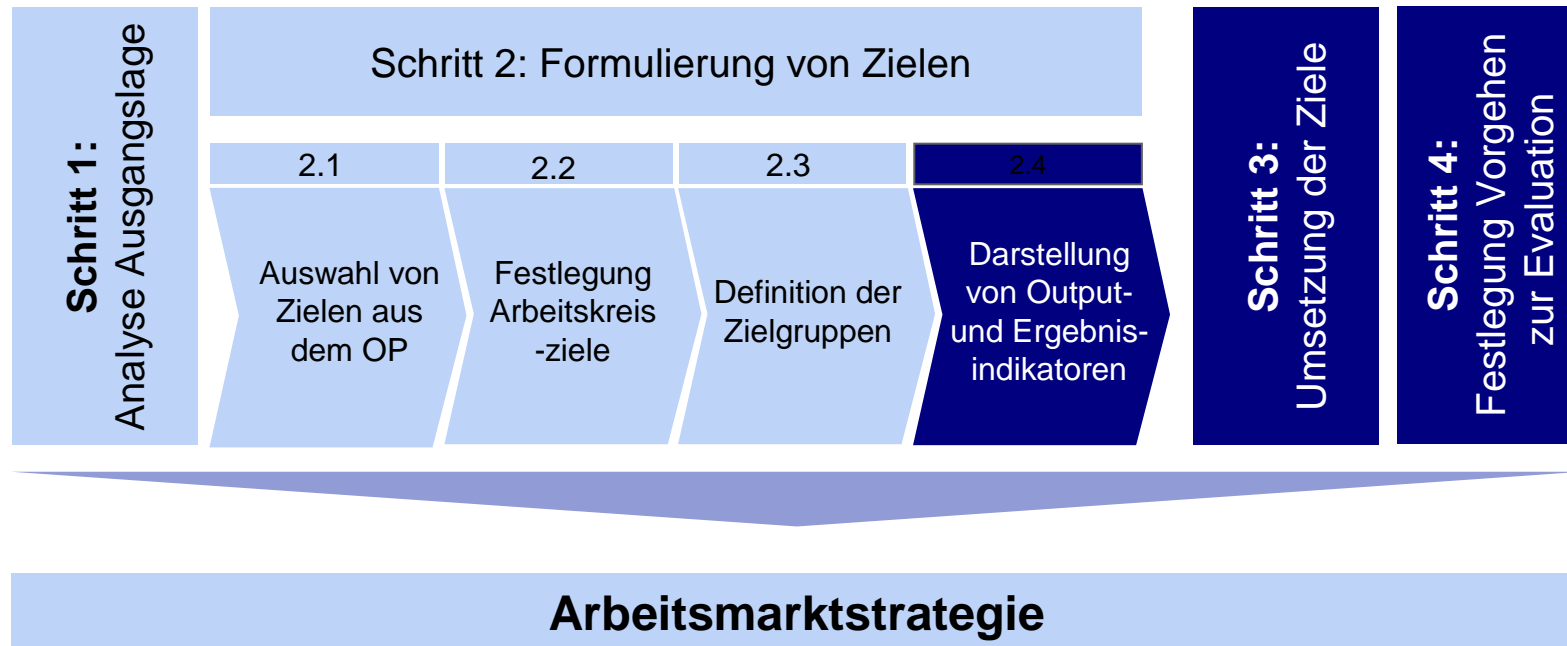 Schritt 1:
Analyse Ausgangslage
Schritt 2: Formulierung von Zielen
2.1
Auswahl von
Zielen aus
dem OP
2.2
Festlegung
Arbeitskreis
-ziele
2.3
Definition der
Zielgruppen
2.4
Darstellung
von Output-
und Ergebnis-
indikatoren
Schritt 3:
Umsetzung der Ziele
Schritt 4:
Festlegung Vorgehen
zur Evaluation
Arbeitsmarktstrategie